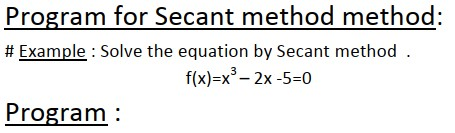 Program for Secant method method:
# Example : Solve the equation by Secant method .
f(x)=x³ – 2x -5=0
Program :